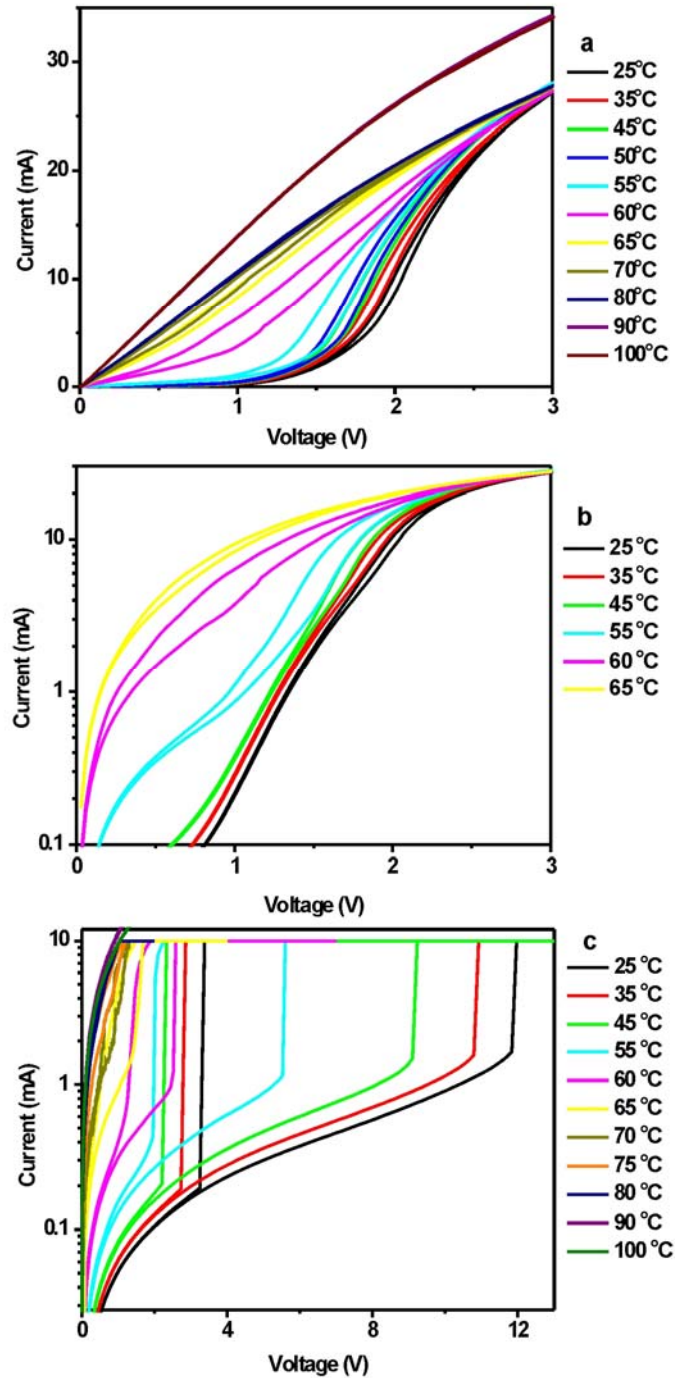 a
30
20
10
0
Current (mA)
0
1
2
3
Voltage (V)
25°C
35°C
45°C
50°C
55°C
60°C
65°C
70°C
80°C
90°C
100°C
b
10
1
0.1
Current (mA)
0
1
2
3
Voltage (V)
25 °C
35 °C
45 °C
55 °C
60 °C
65 °C
c
10
1
0.1
Current (mA)
0
4
8
12
Voltage (V)
25 °C
35 °C
45 °C
55 °C
60 °C
65 °C
70 °C
75 °C
80 °C
90 °C
100 °C